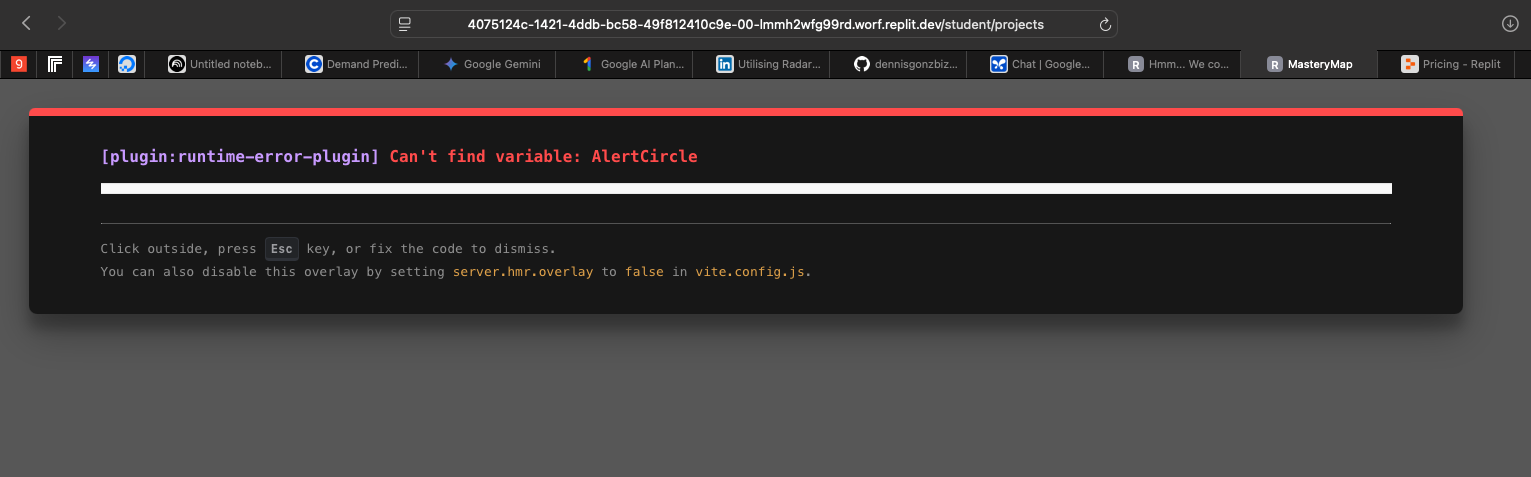 4075124c-1421-4ddb-bc58-49f812410c9e-00-lmmh2wfg99rd.worf.replit.dev/student/projects
9 Untitled noteb... Demand Predi... Google Gemini Google AI Plan... Utilising Radar... dennisgonzbiz... Chat | Google... R Hmm... We co... R MasteryMap Pricing - Replit
[plugin:runtime-error-plugin] Can't find variable: AlertCircle
Click outside, press Esc key, or fix the code to dismiss.
You can also disable this overlay by setting server.hmr.overlay to false in vite.config.js.